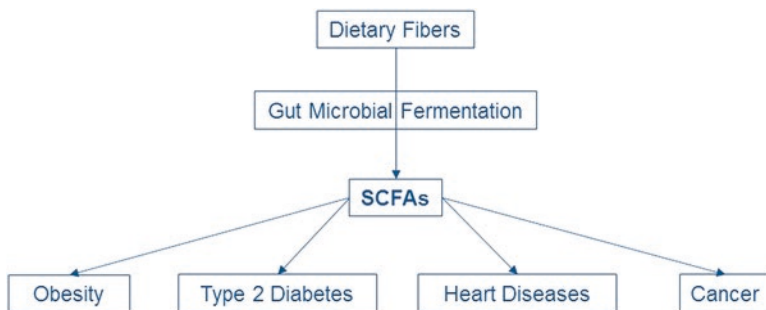 Dietary Fibers
Gut Microbial Fermentation
SCFAs
Obesity
Type 2 Diabetes
Heart Diseases
Cancer